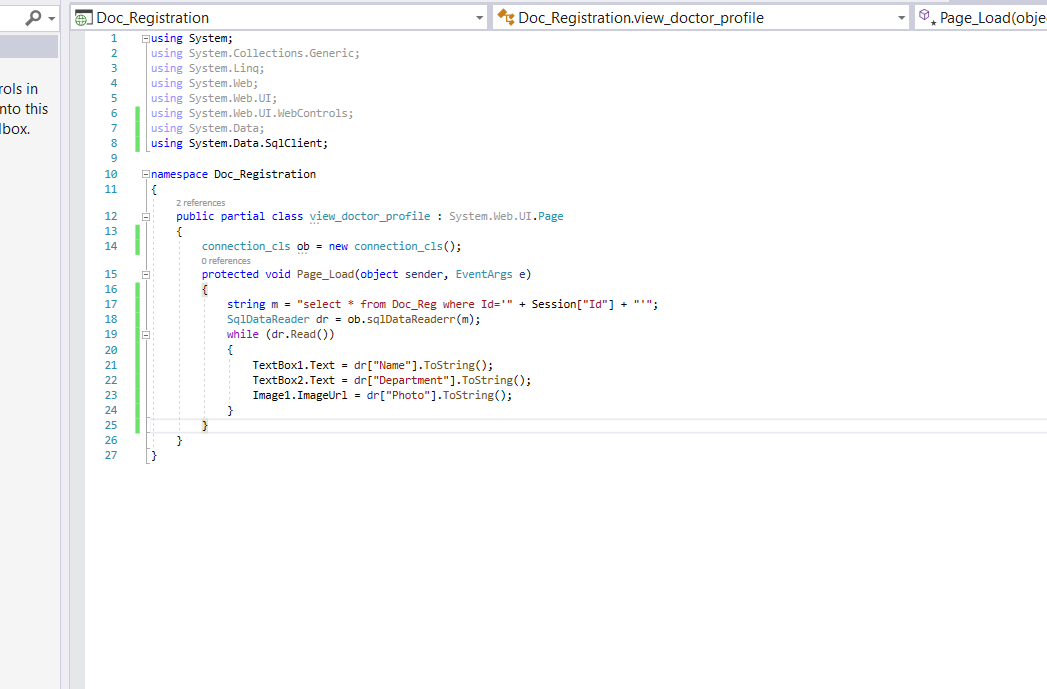 Doc_Registration
Doc_Registration.view_doctor_profile
Page_Load(obje
rols in
nto this
lbox.
1 using System;
2 using System.Collections.Generic;
3 using System.Linq;
4 using System.Web;
5 using System.Web.UI;
6 using System.Web.UI.WebControls;
7 using System.Data;
8 using System.Data.SqlClient;
9
10 namespace Doc_Registration
11 {
2 references
12 public partial class view_doctor_profile : System.Web.UI.Page
13 {
14 connection_cls ob = new connection_cls();
0 references
15 protected void Page_Load(object sender, EventArgs e)
16 {
17 string m = "select * from Doc_Reg where Id='" + Session["Id"] + "'";
18 SqlDataReader dr = ob.sqlDataReaderr(m);
19 while (dr.Read())
20 {
21 TextBox1.Text = dr["Name"].ToString();
22 TextBox2.Text = dr["Department"].ToString();
23 Image1.ImageUrl = dr["Photo"].ToString();
24 }
25 }
26 }
27 }